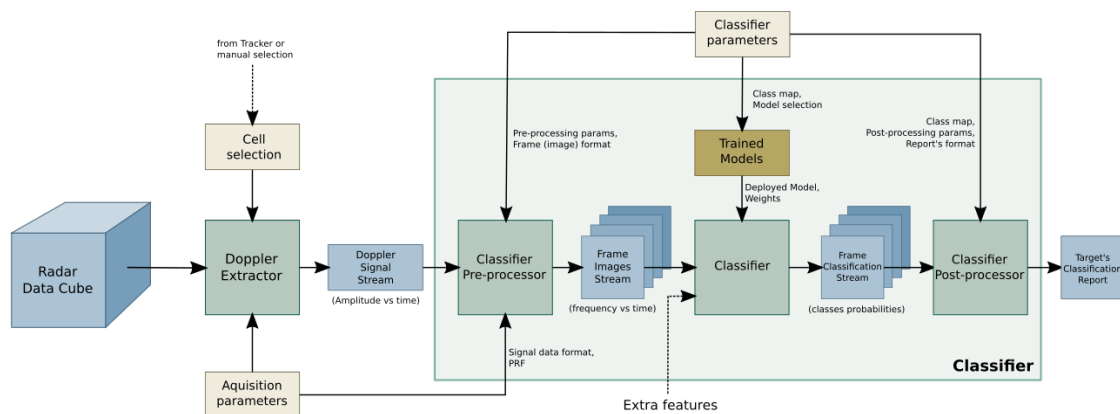 from Tracker or
manual selection
Classifier
parameters
Class map,
Model selection
Cell
selection
Pre-processing params,
Frame (image) format
Trained
Models
Class map,
Post-processing params,
Report's format
Deployed Model,
Weights
Radar
Data Cube
Doppler
Extractor
Doppler
Signal
Stream
(Amplitude vs time)
Classifier
Pre-processor
Frame
Images
Stream
(frequency vs time)
Classifier
Frame
Classification
Stream
(classes probabilities)
Classifier
Post-processor
Target's
Classification
Report
Signal data format,
PRF
Classifier
Aquisition
parameters
Extra features